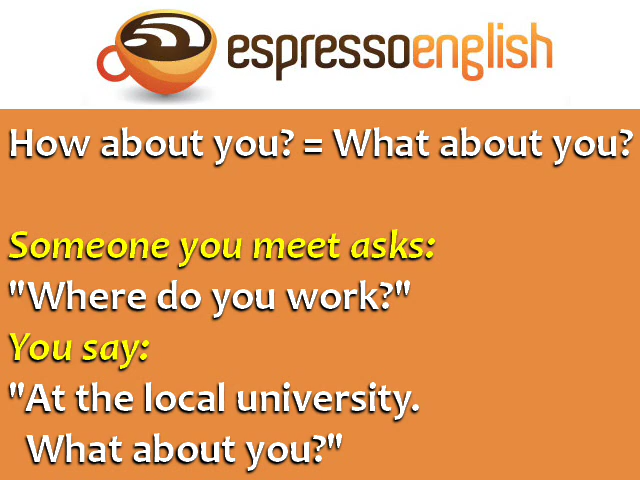 espressoenglish
How about you? = What about you?
Someone you meet asks:
"Where do you work?"
You say:
"At the local university.
What about you?"